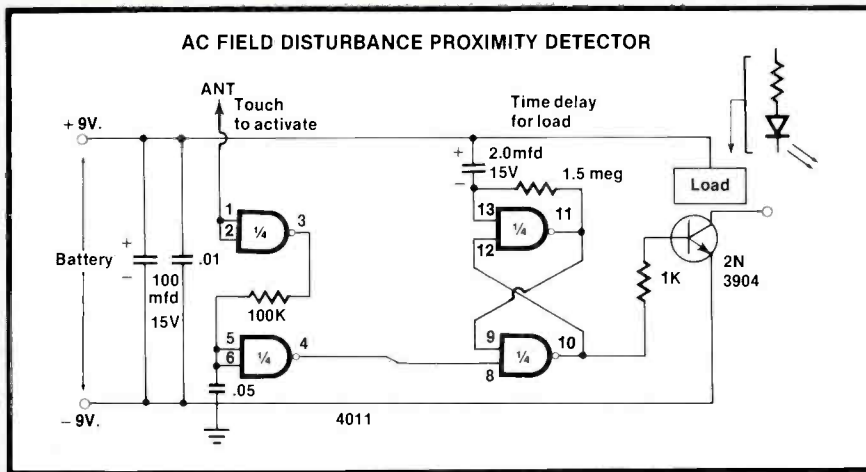 AC FIELD DISTURBANCE PROXIMITY DETECTOR
ANT
Touch
to activate
Time delay
for load
+ 9V.
+
2.0mfd
15V
−
1.5 meg
Load
1
2
1/4
3
13
12
1/4
11
Battery
+
−
100
mfd
15V
.01
100K
1K
2N
3904
5
6
1/4
4
9
8
1/4
10
.05
− 9V.
4011